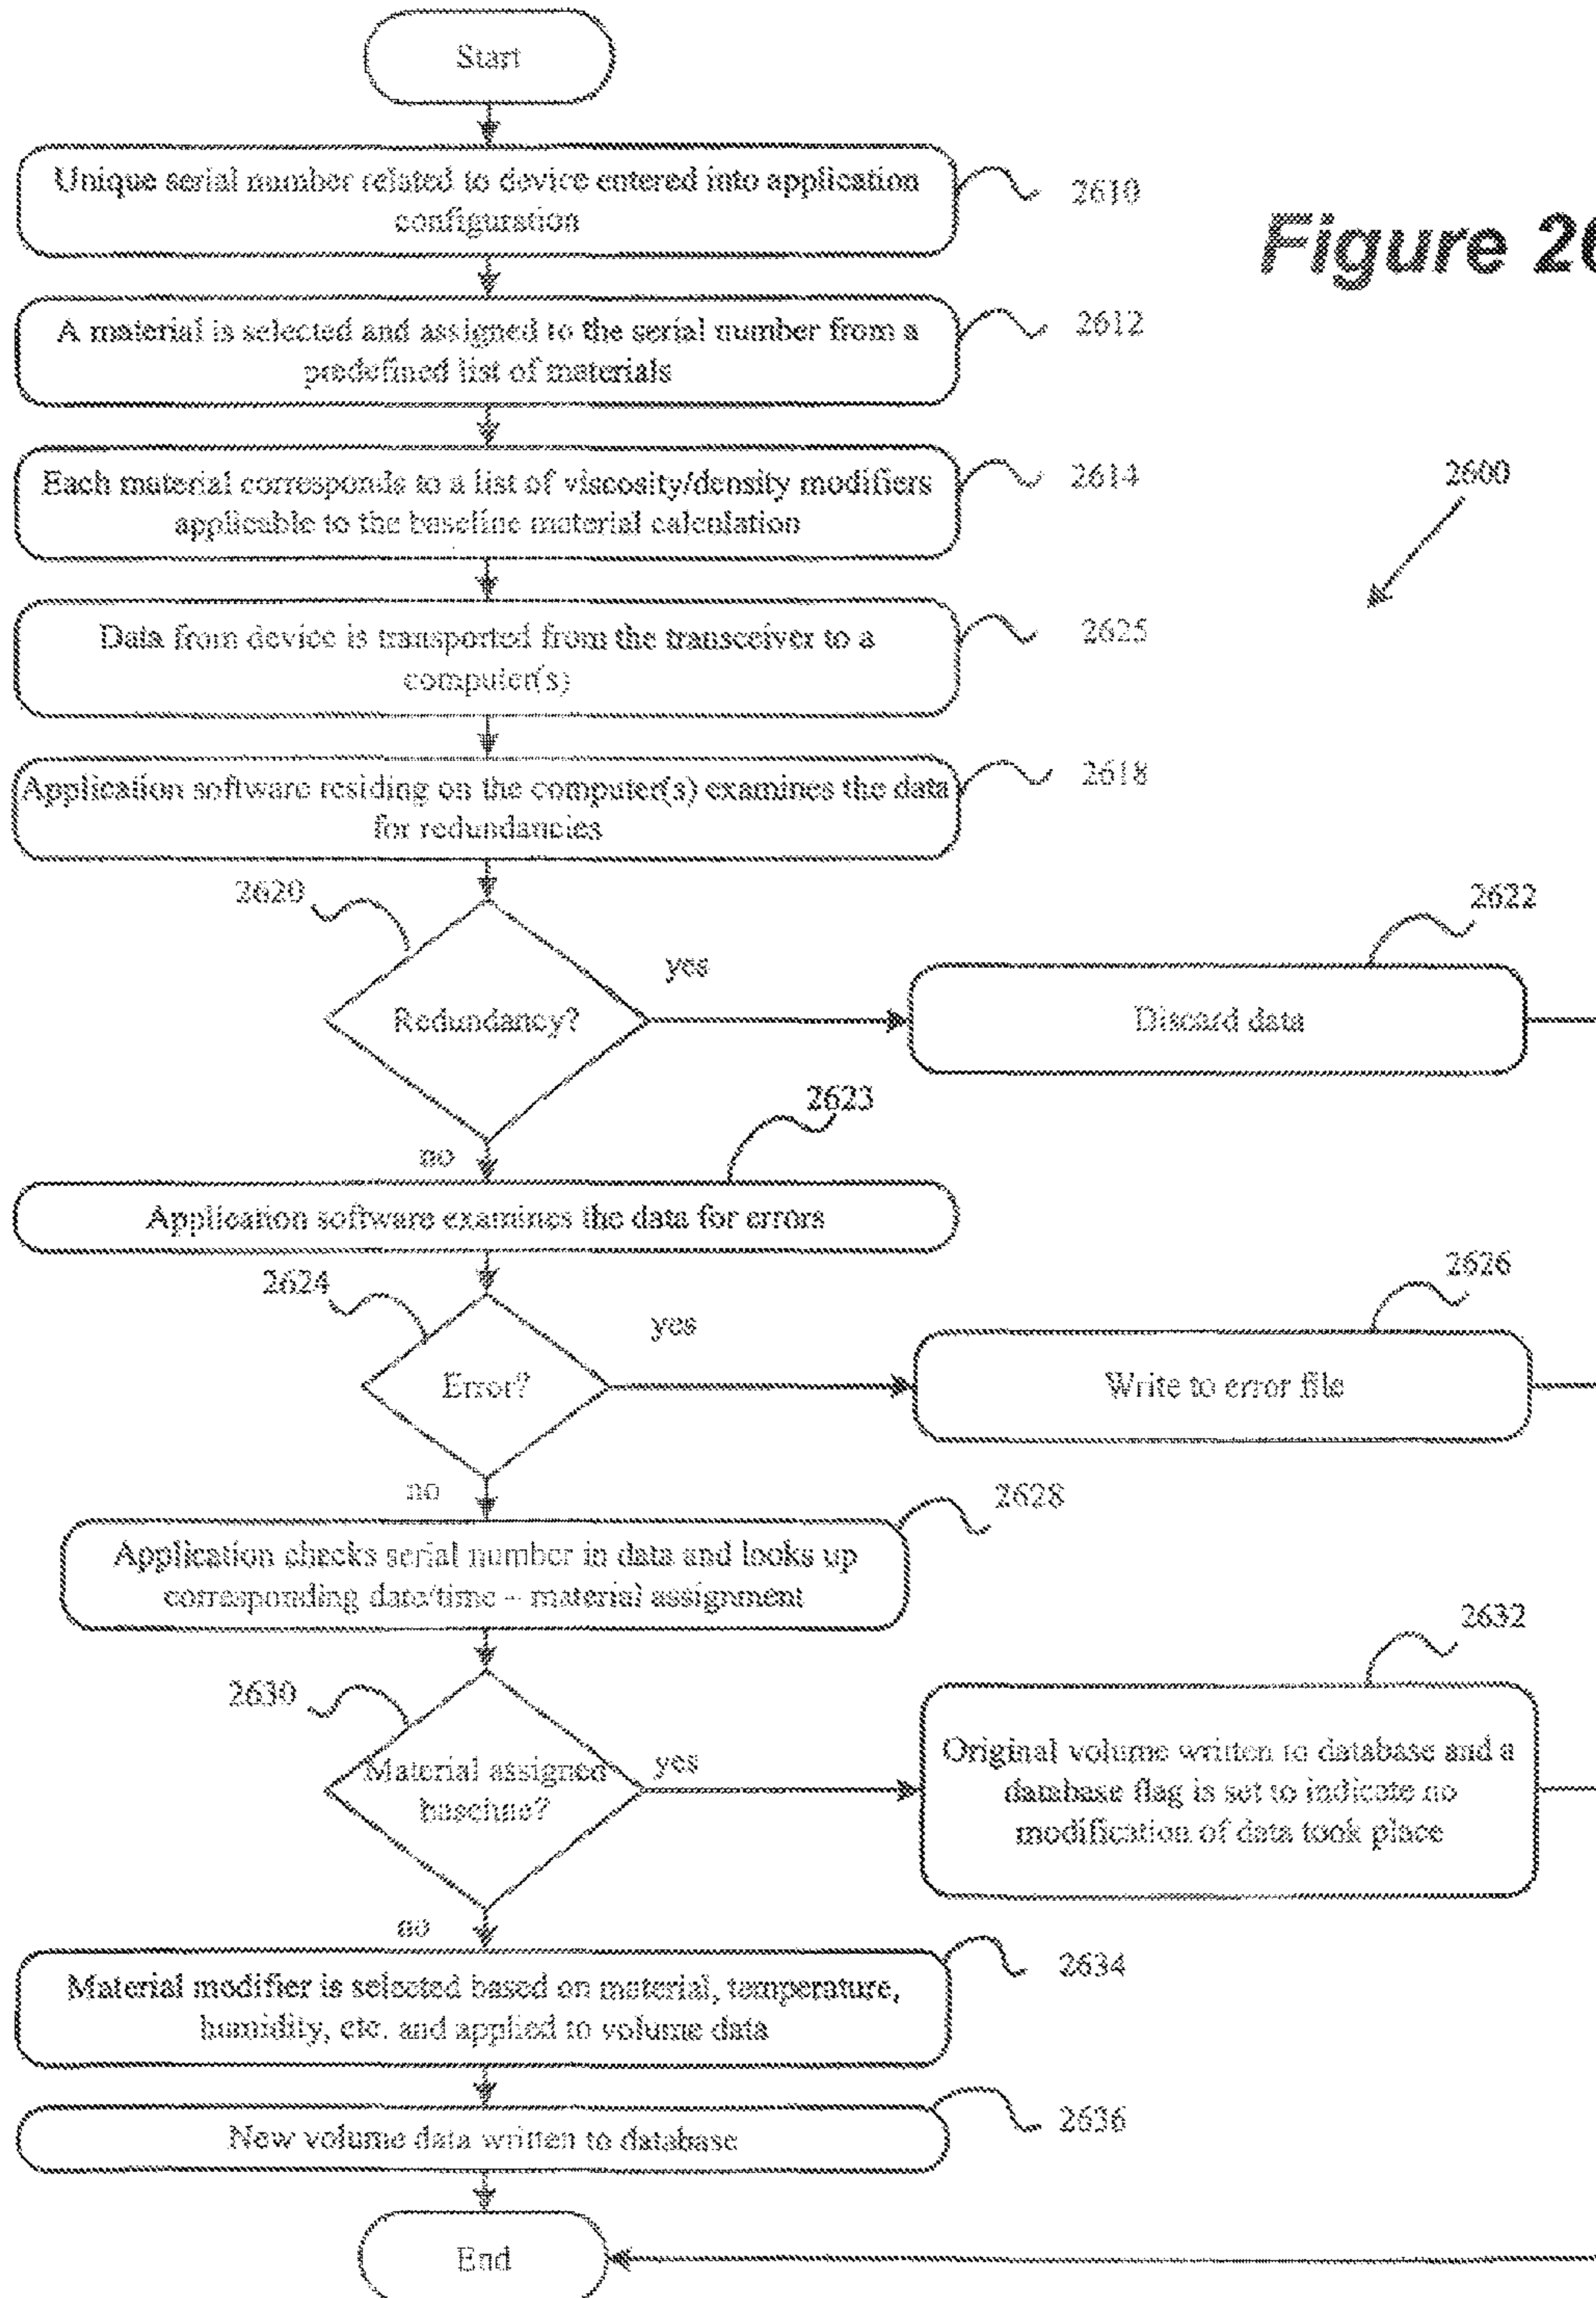 Start
Unique serial number related to device entered into application
configuration
2610
Figure 26
A material is selected and assigned to the serial number from a
predefined list of materials
2612
Each material corresponds to a list of viscosity/density modifiers
applicable to the baseline material calculation
2614
2600
Data from device is transported from the transceiver to a
computer(s)
2625
Application software residing on the computer(s) examines the data
for redundancies
2618
2620
Redundancy?
yes
2622
Discard data
no
2623
Application software examines the data for errors
2624
Error?
yes
2626
Write to error file
no
2628
Application checks serial number in data and looks up
corresponding date/time – material assignment
2630
Material assigned
baseline?
yes
2632
Original volume written to database and a
database flag is set to indicate no
modification of data took place
no
Material modifier is selected based on material, temperature,
humidity, etc. and applied to volume data
2634
New volume data written to database
2636
End